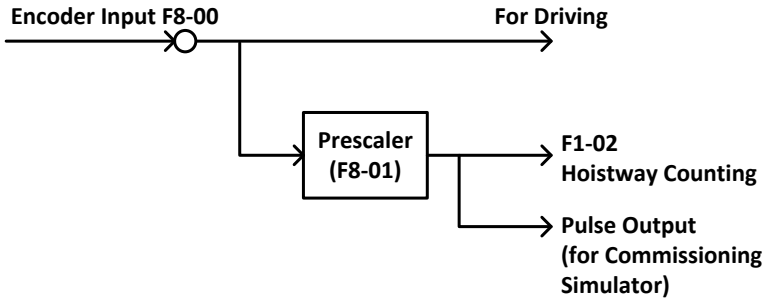 Encoder Input F8-00
For Driving
Prescaler
(F8-01)
F1-02
Hoistway Counting
Pulse Output
(for Commissioning
Simulator)